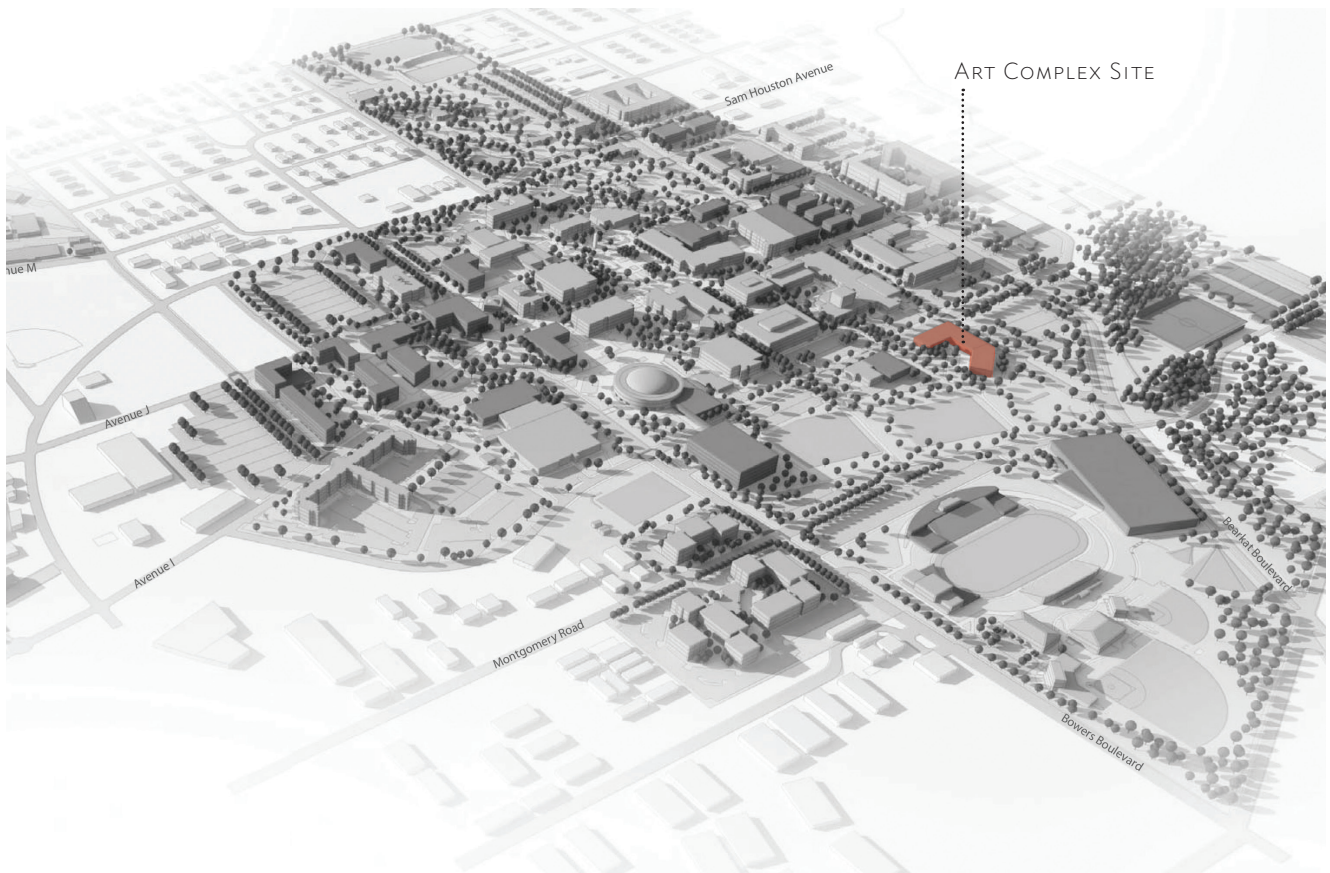 ART COMPLEX SITE
Sam Houston Avenue
nue M
Avenue J
Bearkat Boulevard
Avenue I
Montgomery Road
Bowers Boulevard